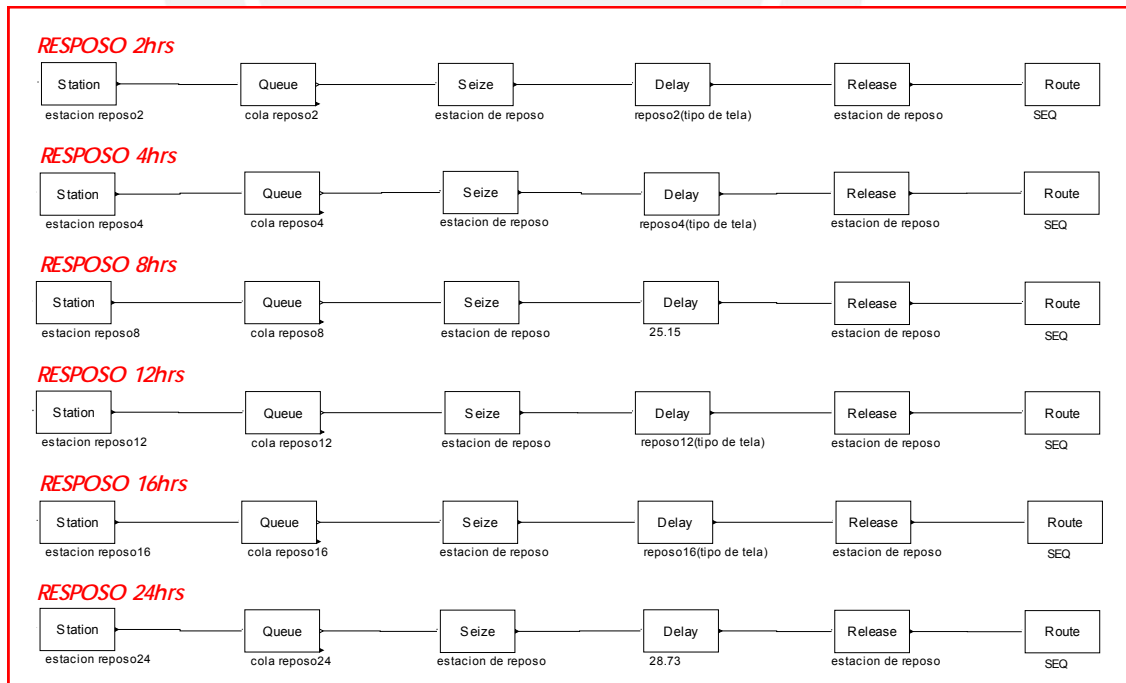 RESPOSO 2hrs
Station Queue Seize Delay Release Route
estacion reposo2 cola reposo2 estacion de reposo reposo2(tipo de tela) estacion de reposo SEQ
RESPOSO 4hrs
Station Queue Seize Delay Release Route
estacion reposo4 cola reposo4 estacion de reposo reposo4(tipo de tela) estacion de reposo SEQ
RESPOSO 8hrs
Station Queue Seize Delay Release Route
estacion reposo8 cola reposo8 estacion de reposo 25.15 estacion de reposo SEQ
RESPOSO 12hrs
Station Queue Seize Delay Release Route
estacion reposo12 cola reposo12 estacion de reposo reposo12(tipo de tela) estacion de reposo SEQ
RESPOSO 16hrs
Station Queue Seize Delay Release Route
estacion reposo16 cola reposo16 estacion de reposo reposo16(tipo de tela) estacion de reposo SEQ
RESPOSO 24hrs
Station Queue Seize Delay Release Route
estacion reposo24 cola reposo24 estacion de reposo 28.73 estacion de reposo SEQ